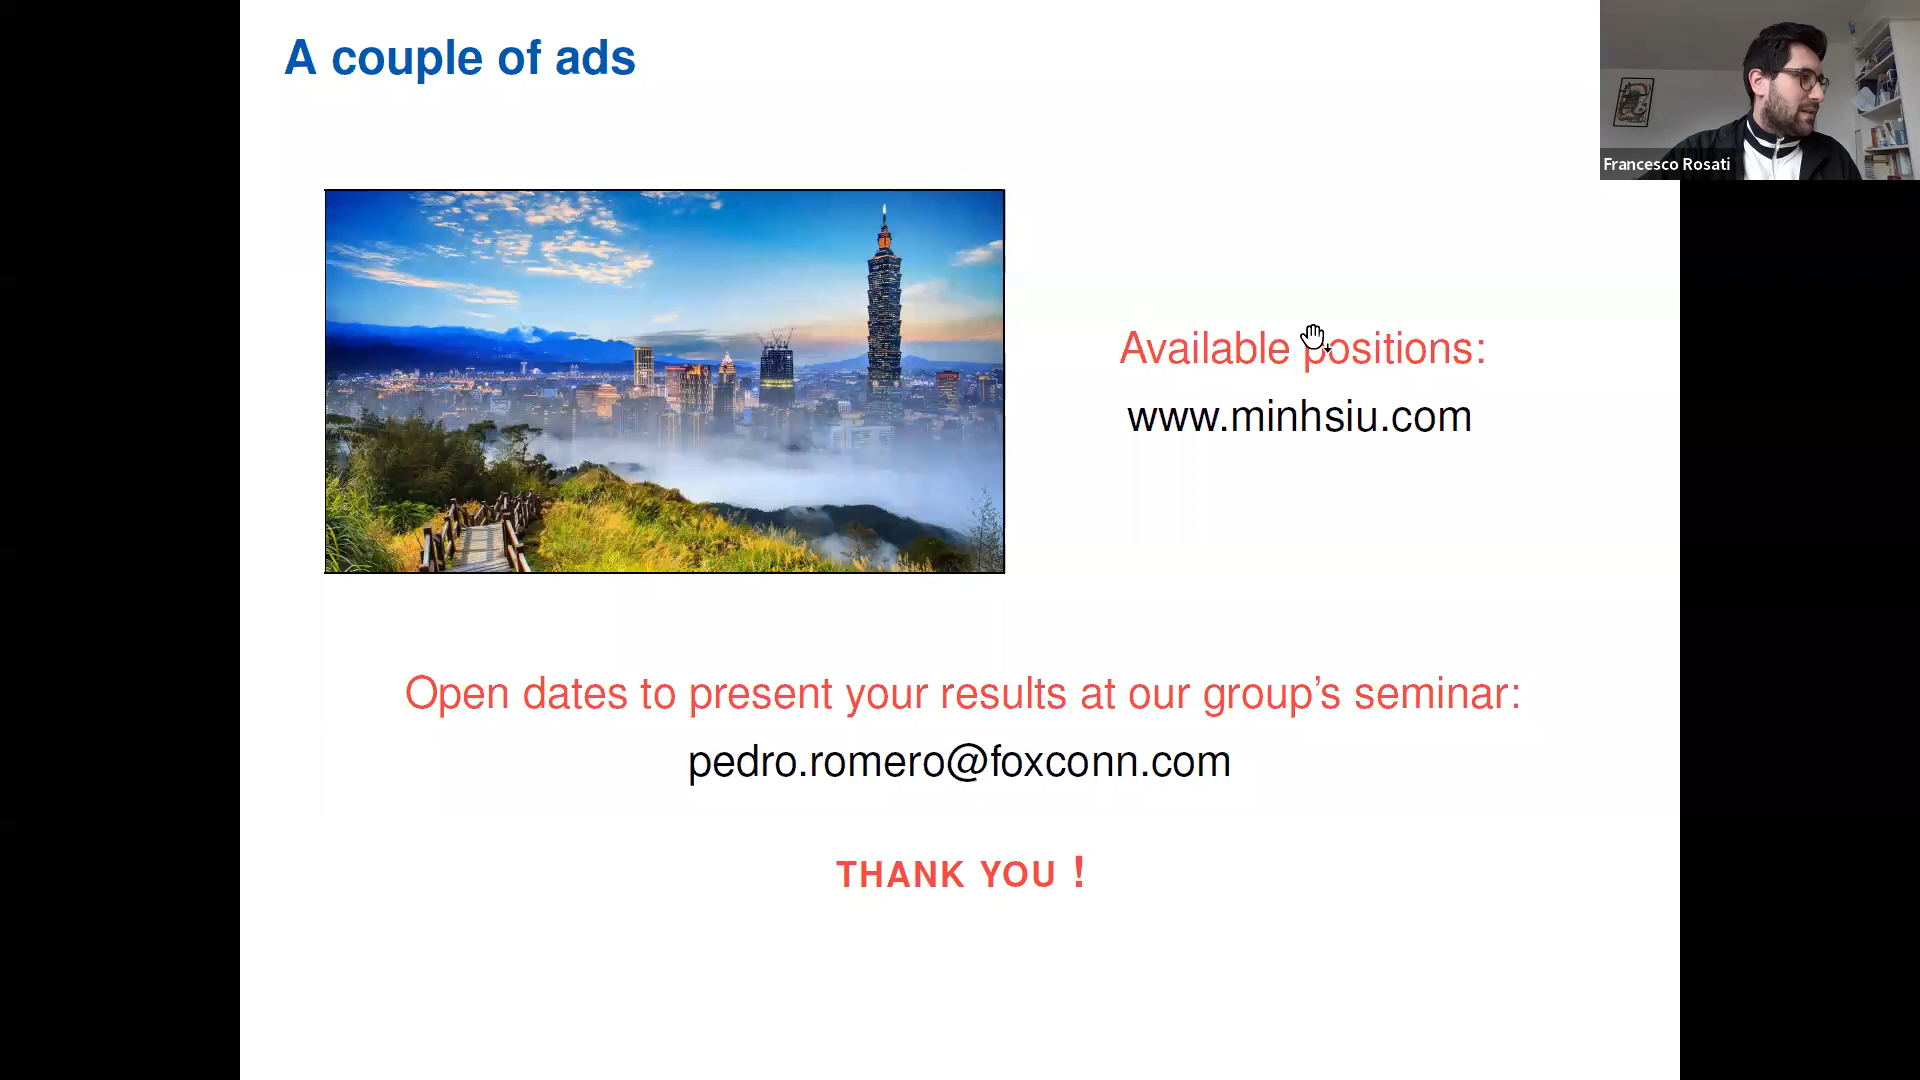 A couple of ads
Francesco Rosati
Available positions:
www.minhsiu.com
Open dates to present your results at our group's seminar:
pedro.romero@foxconn.com
THANK YOU !